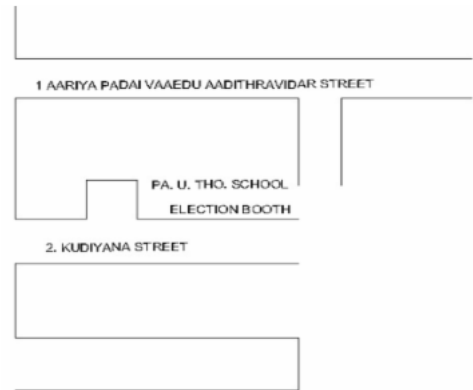 1 AARIYA PADAI VAAEDU AADITHRAVIDAR STREET
PA. U. THO. SCHOOL
ELECTION BOOTH
2. KUDIYANA STREET